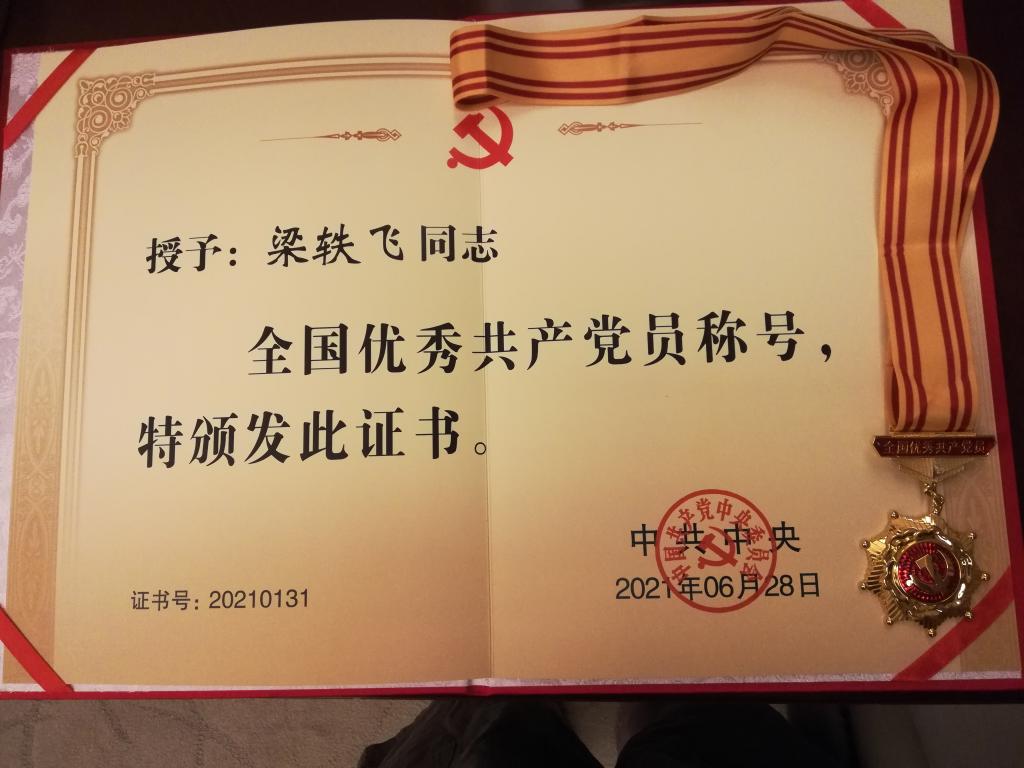 授予：梁轶飞同志
全国优秀共产党员称号，
特颁发此证书。
中共中央
2021年06月28日
证书号：20210131
全国优秀共产党员